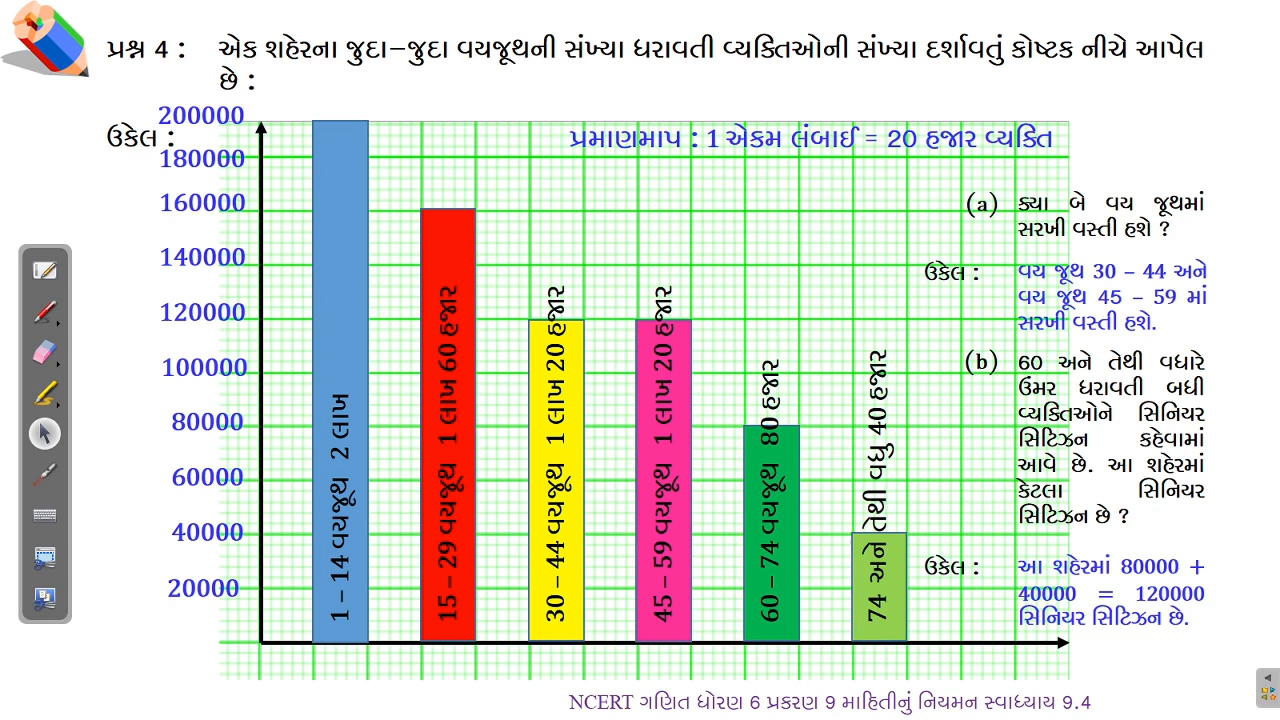 પ્રશ્ન 4 : એક શહેરના જુદા–જુદા વયજૂથની સંખ્યા ધરાવતી વ્યક્તિઓની સંખ્યા દર્શાવતું કોષ્ટક નીચે આપેલ
છે :
ઉકેલ :
પ્રમાણમાપ : 1 એકમ લંબાઈ = 20 હજાર વ્યક્તિ
200000
180000
160000
140000
120000
100000
80000
60000
40000
20000
1 – 14 વયજૂથ 2 લાખ
15 – 29 વયજૂથ 1 લાખ 60 હજાર
30 – 44 વયજૂથ 1 લાખ 20 હજાર
45 – 59 વયજૂથ 1 લાખ 20 હજાર
60 – 74 વયજૂથ 80 હજાર
74 અને તેથી વધુ 40 હજાર
(a) ક્યા બે વય જૂથમાં
સરખી વસ્તી હશે ?
ઉકેલ : વય જૂથ 30 – 44 અને
વય જૂથ 45 – 59 માં
સરખી વસ્તી હશે.
(b) 60 અને તેથી વધારે
ઉંમર ધરાવતી બધી
વ્યક્તિઓને સિનિયર
સિટિઝન કહેવામાં
આવે છે. આ શહેરમાં
કેટલા સિનિયર
સિટિઝન છે ?
ઉકેલ : આ શહેરમાં 80000 +
40000 = 120000
સિનિયર સિટિઝન છે.
NCERT ગણિત ધોરણ 6 પ્રકરણ 9 માહિતીનું નિયમન સ્વાધ્યાય 9.4